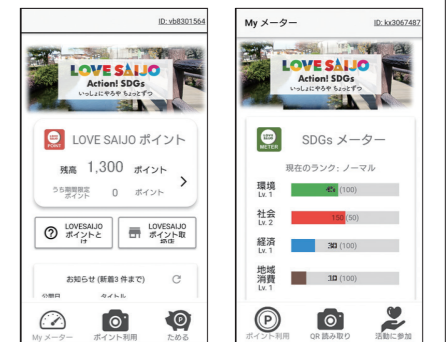 ID: vb8301564
LOVE SAIJO
Action! SDGs
いっしょにやろや ちょっとずつ
LOVE SAIJO
POINT
LOVE SAIJO ポイント
残高 1,300 ポイント
うち期間限定
ポイント 0 ポイント
LOVESAIJO
ポイントと
は
LOVESAIJO
ポイント取
扱店
お知らせ (新着3 件まで)
公開日 タイトル
My メーター ポイント利用 ためる
My メーター ID: kx3067487
LOVE SAIJO
Action! SDGs
いっしょにやろや ちょっとずつ
METER
SDGs メーター
現在のランク: ノーマル
環境
Lv. 1 (100)
社会
Lv. 2 150 (50)
経済
Lv. 1 (100)
地域
消費
Lv. 1 10 (100)
ポイント利用 QR 読み取り 活動に参加